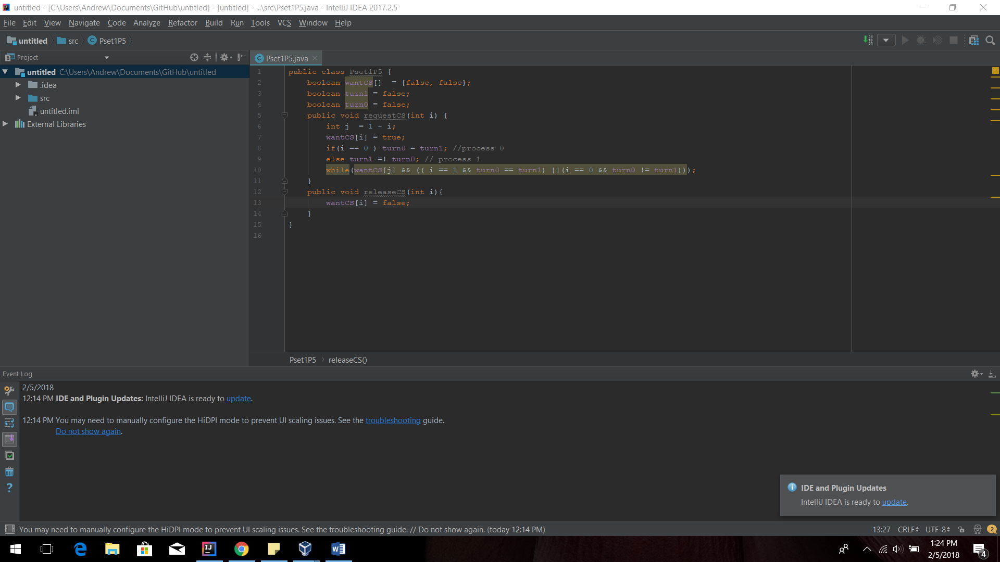 untitled - [C:\Users\Andrew\Documents\GitHub\untitled] - [untitled] - ...\src\Pset1P5.java - IntelliJ IDEA 2017.2.5
File Edit View Navigate Code Analyze Refactor Build Run Tools VCS Window Help
untitled src Pset1P5
Project
Pset1P5.java
untitled C:\Users\Andrew\Documents\GitHub\untitled
.idea
src
untitled.iml
External Libraries
1 public class Pset1P5 {
2 boolean wantCS[]  = {false, false};
3 boolean turn1 = false;
4 boolean turn0 = false;
5 public void requestCS(int i) {
6 int j  = 1 - i;
7 wantCS[i] = true;
8 if(i == 0 ) turn0 = turn1; //process 0
9 else turn1 =! turn0; // process 1
10 while(wantCS[j] && (( i == 1 && turn0 == turn1) ||(i == 0 && turn0 != turn1)));
11 }
12 public void releaseCS(int i){
13 wantCS[i] = false;
14 }
15 }
16
Pset1P5 releaseCS()
Event Log
2/5/2018
12:14 PM IDE and Plugin Updates: IntelliJ IDEA is ready to update.
12:14 PM You may need to manually configure the HiDPI mode to prevent UI scaling issues. See the troubleshooting guide.
Do not show again.
IDE and Plugin Updates
IntelliJ IDEA is ready to update.
You may need to manually configure the HiDPI mode to prevent UI scaling issues. See the troubleshooting guide. // Do not show again. (today 12:14 PM)
13:27 CRLF UTF-8 2
1:24 PM
2/5/2018
4